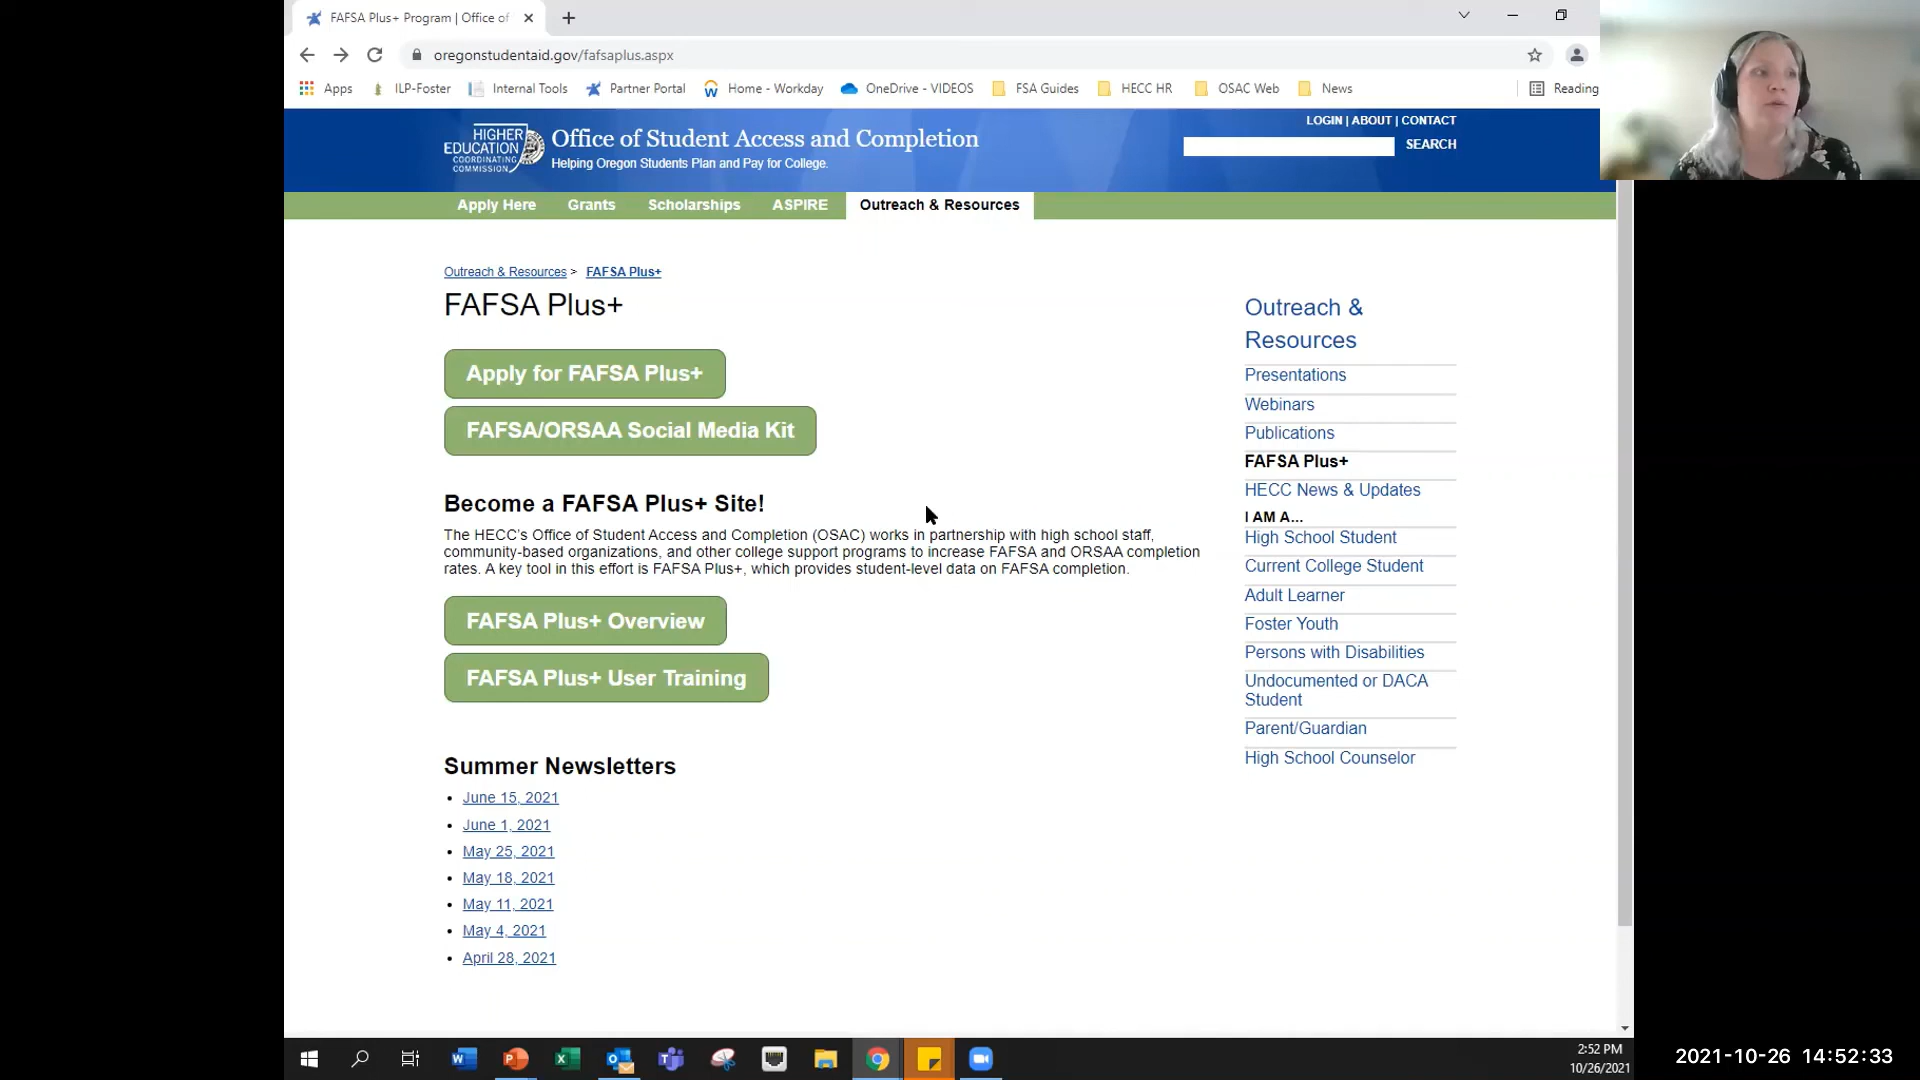 FAFSA Plus+ Program | Office of
oregonstudentaid.gov/fafsaplus.aspx
Apps ILP-Foster Internal Tools Partner Portal Home - Workday OneDrive - VIDEOS FSA Guides HECC HR OSAC Web News Reading
HIGHER
EDUCATION
COORDINATING
COMMISSION
Office of Student Access and Completion
Helping Oregon Students Plan and Pay for College.
LOGIN | ABOUT | CONTACT
SEARCH
Apply Here Grants Scholarships ASPIRE Outreach & Resources
Outreach & Resources > FAFSA Plus+
FAFSA Plus+
Apply for FAFSA Plus+
FAFSA/ORSAA Social Media Kit
Become a FAFSA Plus+ Site!
The HECC's Office of Student Access and Completion (OSAC) works in partnership with high school staff,
community-based organizations, and other college support programs to increase FAFSA and ORSAA completion
rates. A key tool in this effort is FAFSA Plus+, which provides student-level data on FAFSA completion.
FAFSA Plus+ Overview
FAFSA Plus+ User Training
Summer Newsletters
• June 15, 2021
• June 1, 2021
• May 25, 2021
• May 18, 2021
• May 11, 2021
• May 4, 2021
• April 28, 2021
Outreach &
Resources
Presentations
Webinars
Publications
FAFSA Plus+
HECC News & Updates
I AM A...
High School Student
Current College Student
Adult Learner
Foster Youth
Persons with Disabilities
Undocumented or DACA
Student
Parent/Guardian
High School Counselor
2:52 PM
10/26/2021
2021-10-26 14:52:33